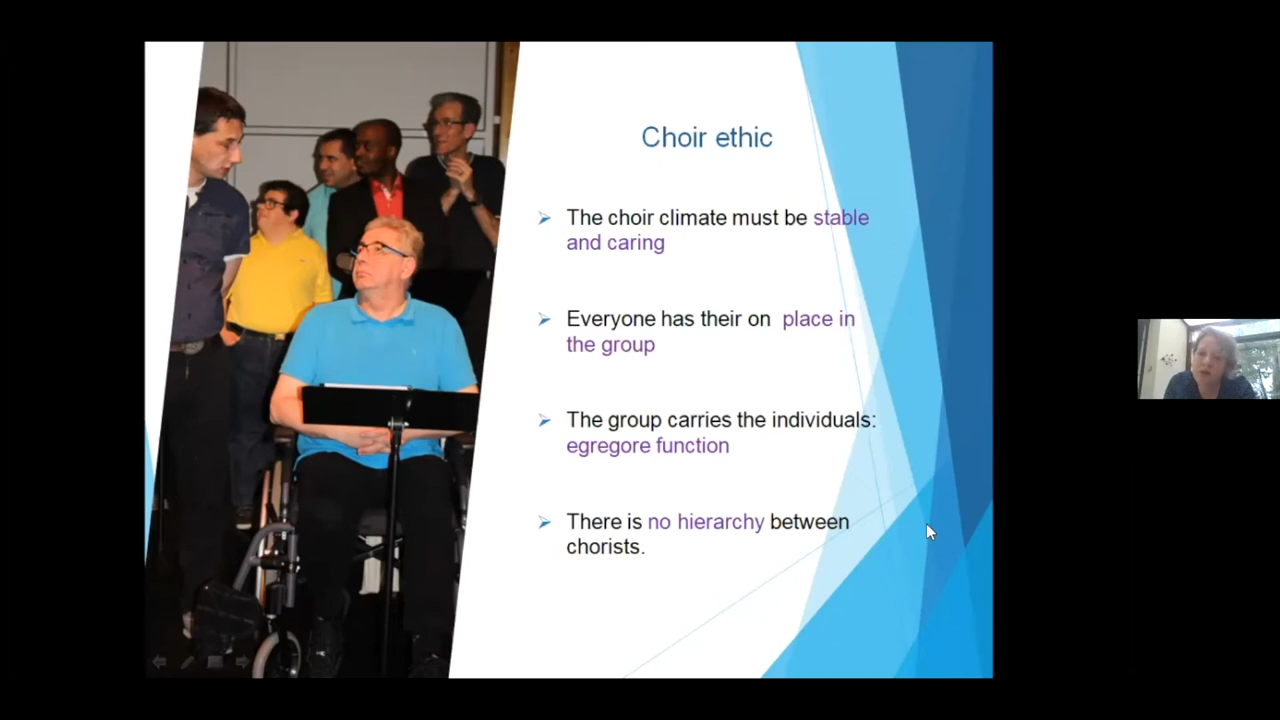 Choir ethic
The choir climate must be stable
and caring
Everyone has their on place in
the group
The group carries the individuals:
egregore function
There is no hierarchy between
chorists.